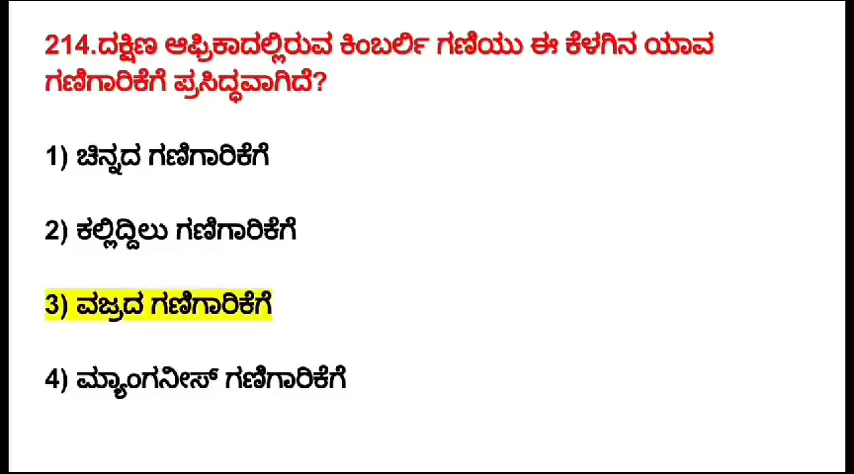 214.ದಕ್ಷಿಣ ಆಫ್ರಿಕಾದಲ್ಲಿರುವ ಕಿಂಬರ್ಲಿ ಗಣಿಯು ಈ ಕೆಳಗಿನ ಯಾವ
ಗಣಿಗಾರಿಕೆಗೆ ಪ್ರಸಿದ್ಧವಾಗಿದೆ?
1) ಚಿನ್ನದ ಗಣಿಗಾರಿಕೆಗೆ
2) ಕಲ್ಲಿದ್ದಿಲು ಗಣಿಗಾರಿಕೆಗೆ
3) ವಜ್ರದ ಗಣಿಗಾರಿಕೆಗೆ
4) ಮ್ಯಾಂಗನೀಸ್ ಗಣಿಗಾರಿಕೆಗೆ